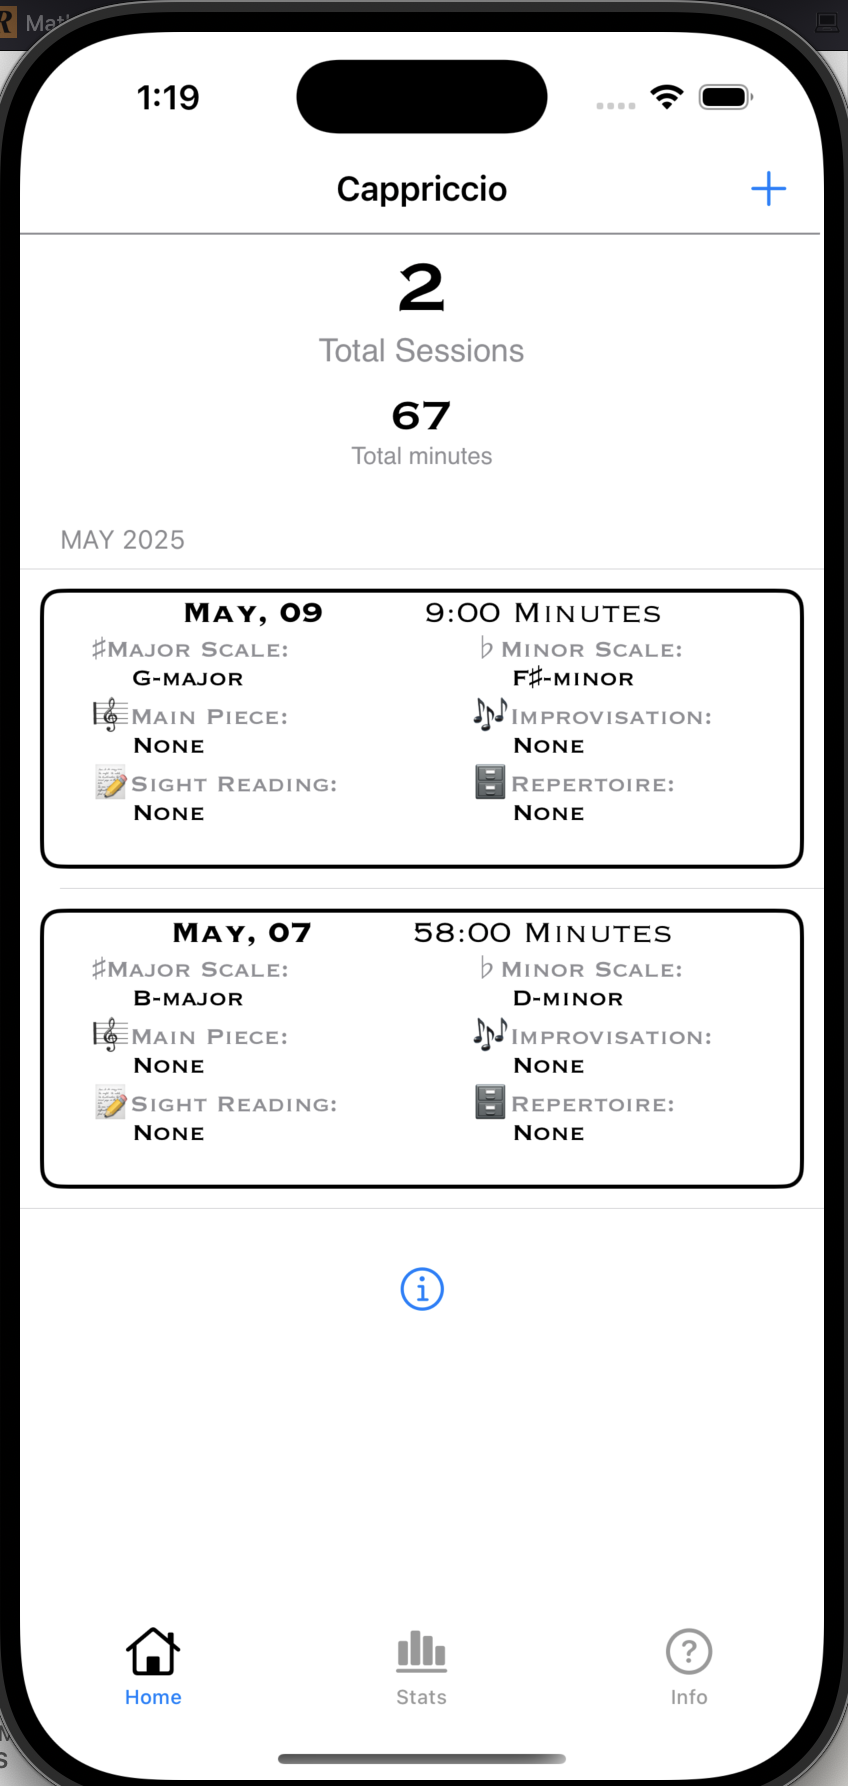 R Mat
1:19
Cappriccio
2
Total Sessions
67
Total minutes
MAY 2025
May, 09 9:00 Minutes
♯Major Scale: ♭ Minor Scale:
G-major F♯-minor
Main Piece: Improvisation:
None None
Sight Reading: Repertoire:
None None
May, 07 58:00 Minutes
♯Major Scale: ♭ Minor Scale:
B-major D-minor
Main Piece: Improvisation:
None None
Sight Reading: Repertoire:
None None
Home Stats Info